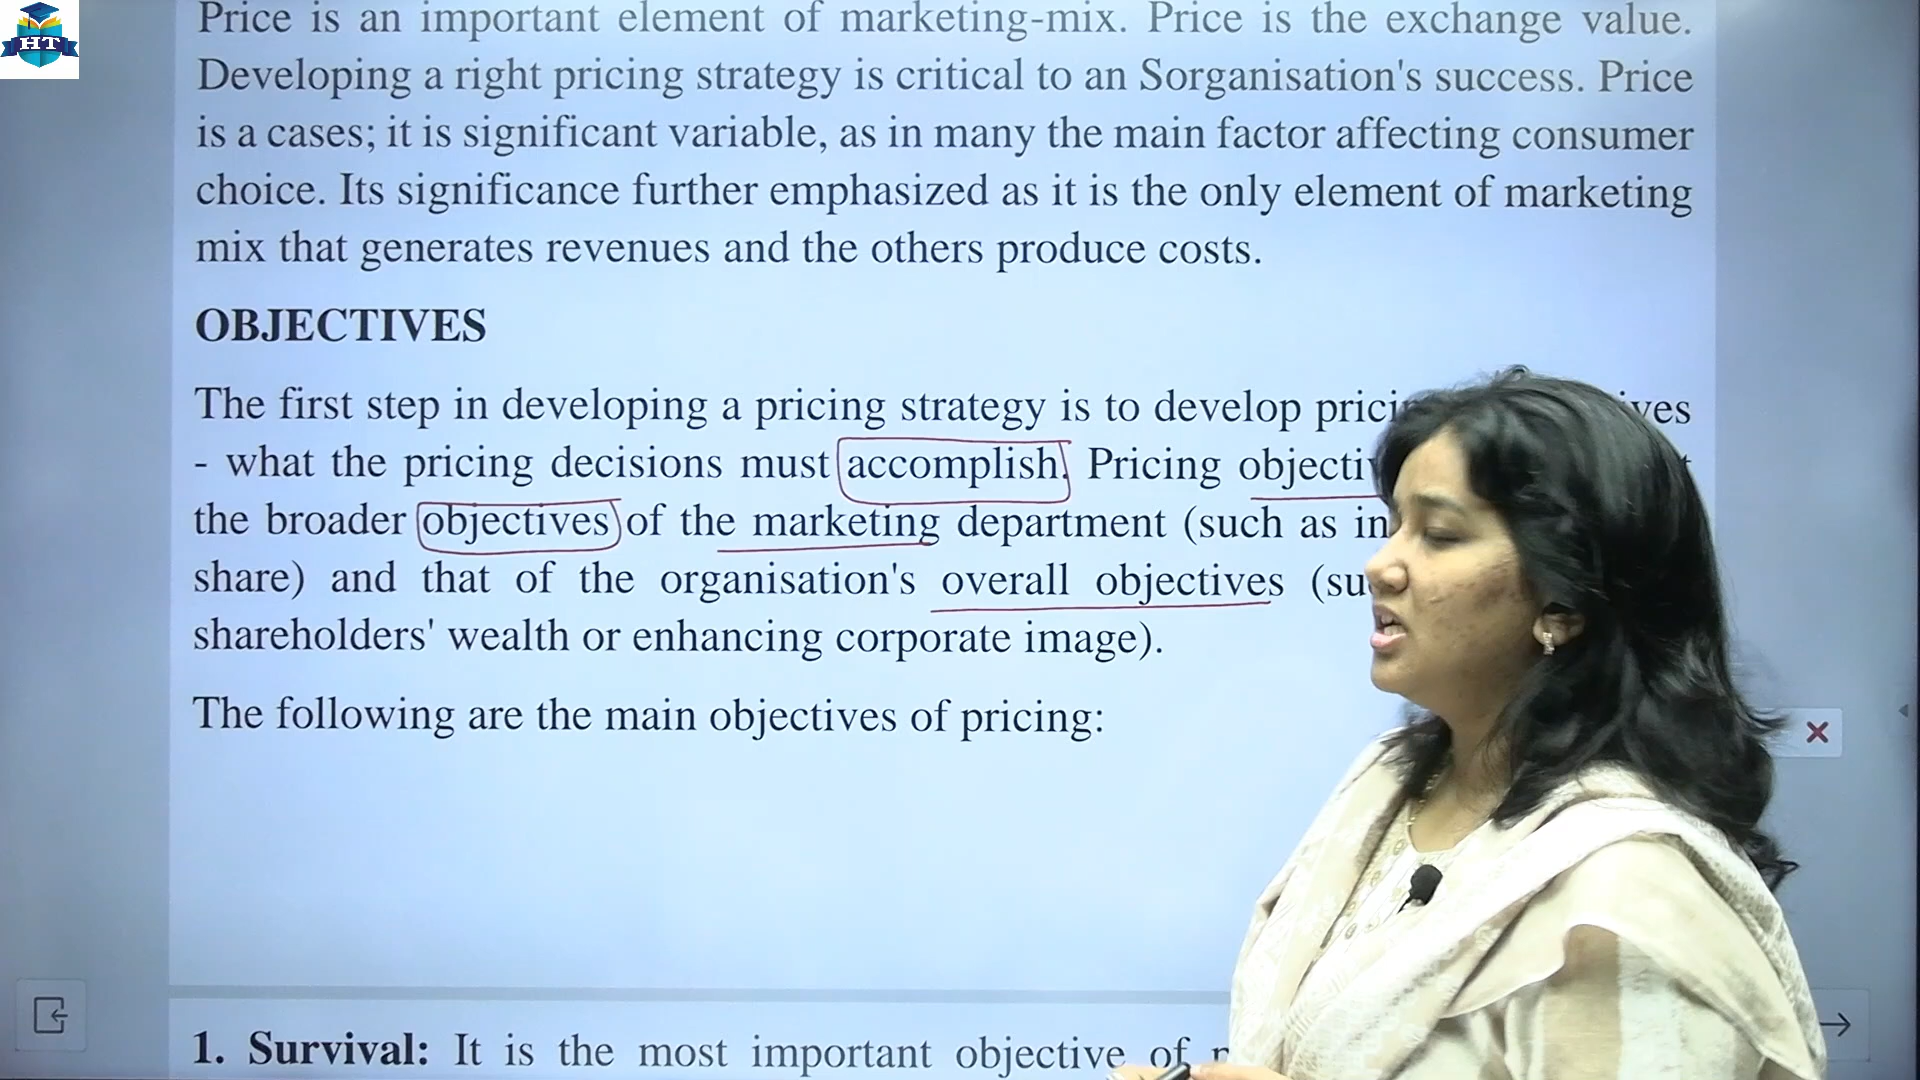 HT
Price is an important element of marketing-mix. Price is the exchange value.
Developing a right pricing strategy is critical to an Sorganisation's success. Price
is a cases; it is significant variable, as in many the main factor affecting consumer
choice. Its significance further emphasized as it is the only element of marketing
mix that generates revenues and the others produce costs.
OBJECTIVES
The first step in developing a pricing strategy is to develop
- what the pricing decisions must accomplish. Pricing
the broader objectives of the marketing department (such as
share) and that of the organisation's overall objectives
shareholders' wealth or enhancing corporate image).
The following are the main objectives of pricing:
1. Survival: It is the most important objective of